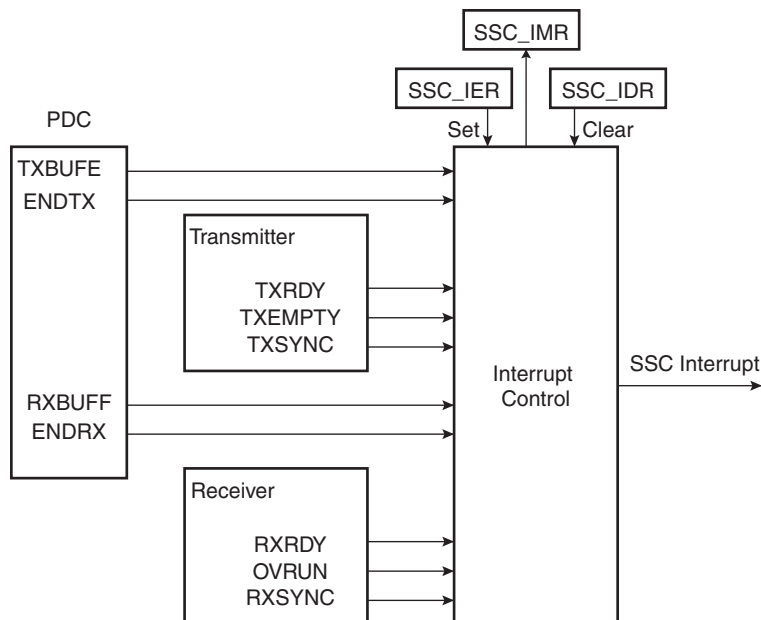 SSC_IMR
SSC_IER
SSC_IDR
PDC
Set
Clear
TXBUFE
ENDTX
Transmitter
TXRDY
TXEMPTY
TXSYNC
SSC Interrupt
Interrupt
Control
RXBUFF
ENDRX
Receiver
RXRDY
OVRUN
RXSYNC